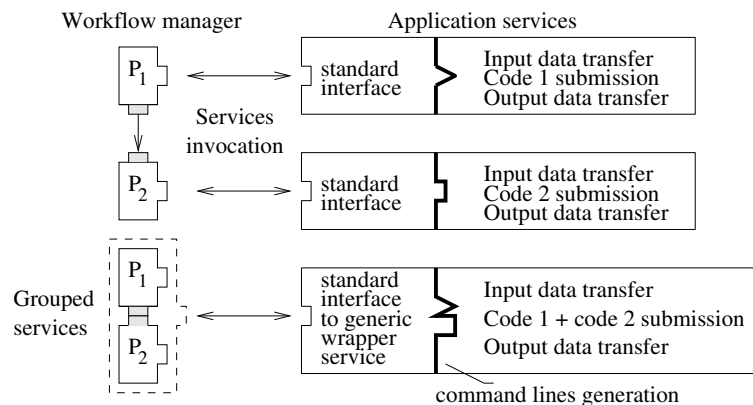 Workflow manager
Application services
P1
standard
interface
Input data transfer
Code 1 submission
Output data transfer
Services
invocation
P2
standard
interface
Input data transfer
Code 2 submission
Output data transfer
Grouped
services
P1
P2
standard
interface
to generic
wrapper
service
Input data transfer
Code 1 + code 2 submission
Output data transfer
command lines generation